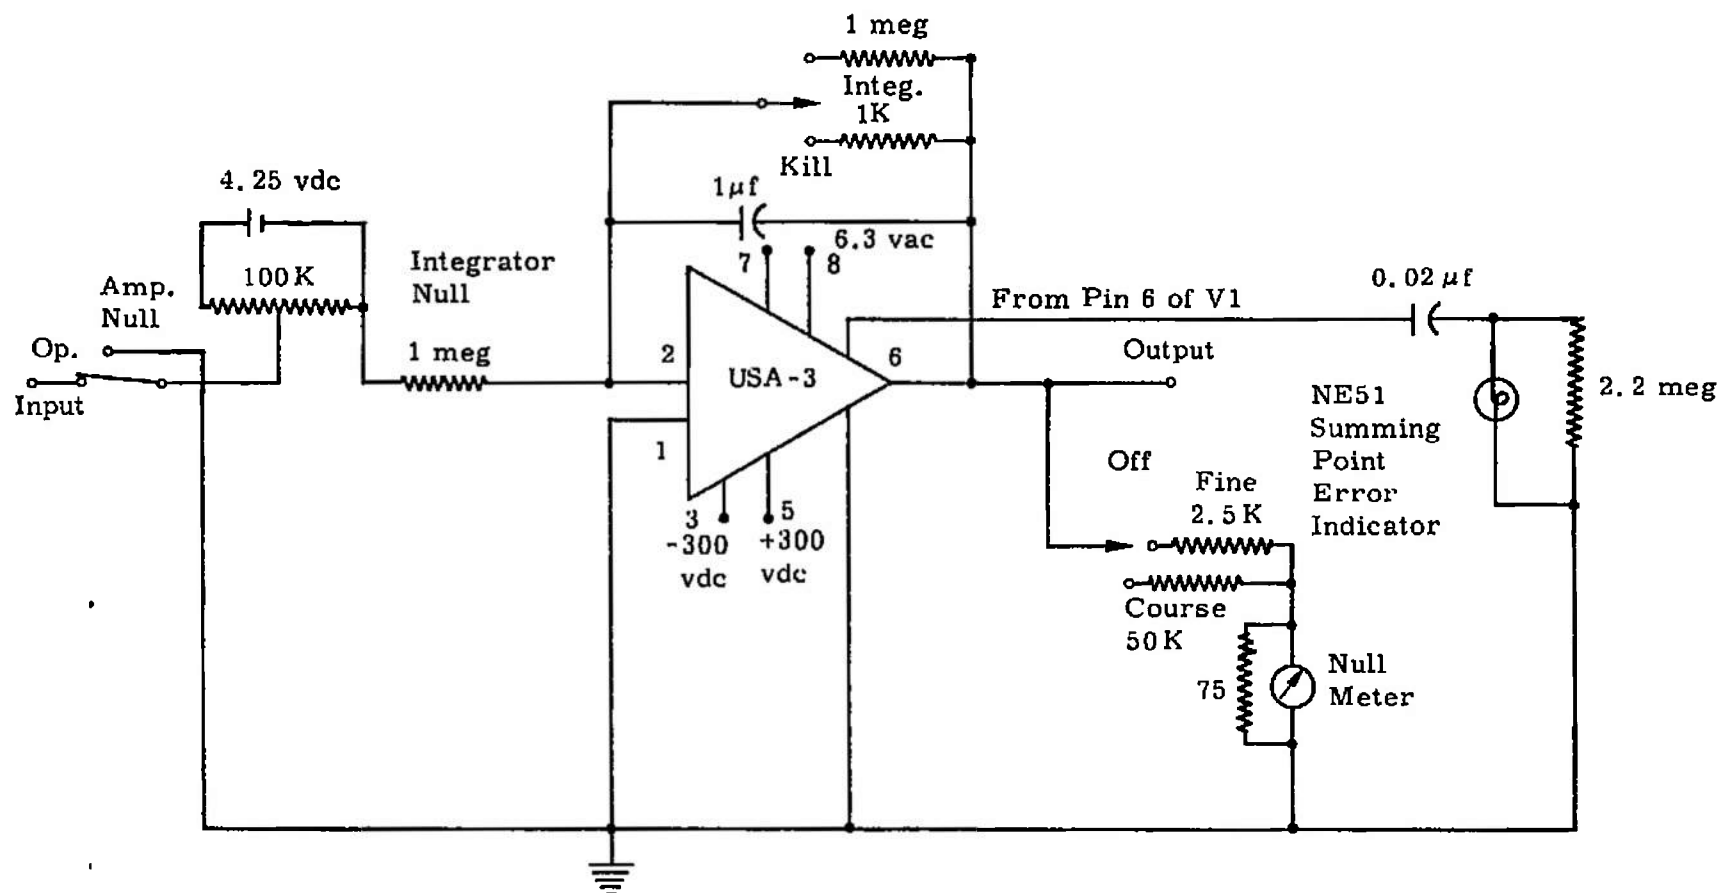 1 meg
Integ.
1K
Kill
4.25 vdc
1µf
6.3 vac
7
8
100K
Integrator
Null
Amp.
Null
0.02 µf
From Pin 6 of V1
Op.
1 meg
2
USA-3
6
Output
Input
NE51
Summing
Point
Error
Indicator
2.2 meg
1
Off
Fine
2.5K
3
-300
vdc
5
+300
vdc
Course
50K
75
Null
Meter